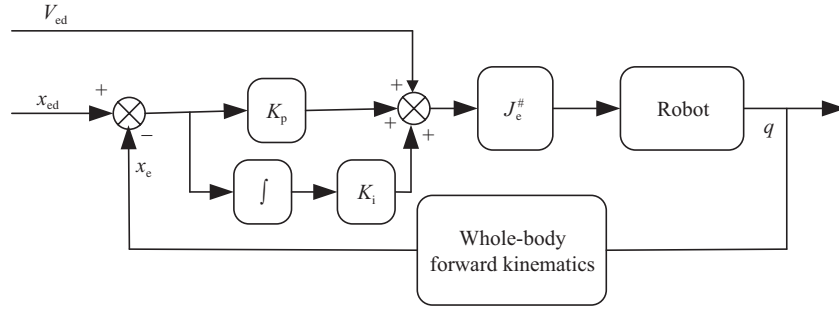 V_ed
+
x_ed
−
x_e
K_p
∫
K_i
+
+
+
J_e^#
Robot
q
Whole-body
forward kinematics